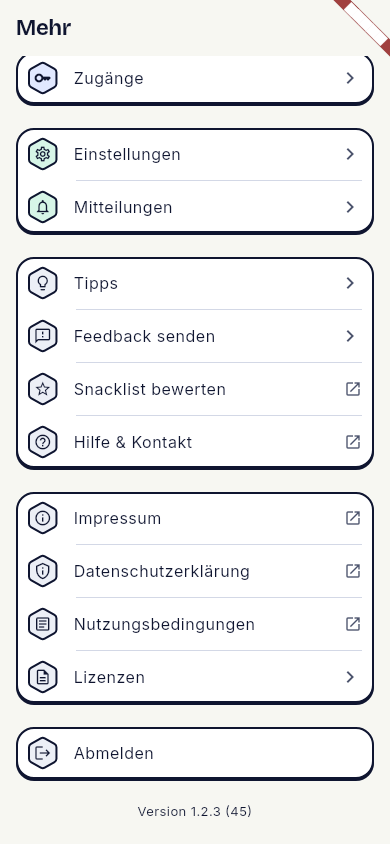 Mehr
Zugänge
Einstellungen
Mitteilungen
Tipps
Feedback senden
Snacklist bewerten
Hilfe & Kontakt
Impressum
Datenschutzerklärung
Nutzungsbedingungen
Lizenzen
Abmelden
Version 1.2.3 (45)